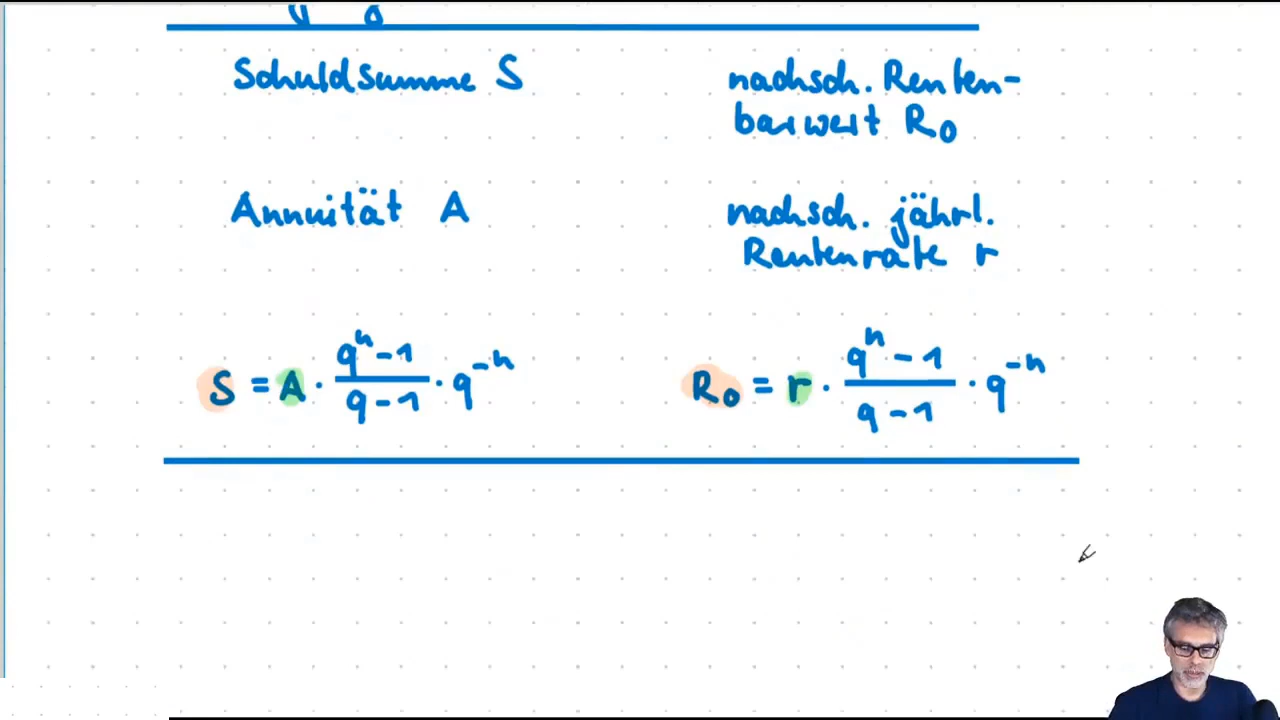 Schuldsumme S
nachsch. Renten-
barwert R₀
Annuität A
nachsch. jährl.
Rentenrate r
S = A · (qⁿ − 1)/(q − 1) · q⁻ⁿ
R₀ = r · (qⁿ − 1)/(q − 1) · q⁻ⁿ